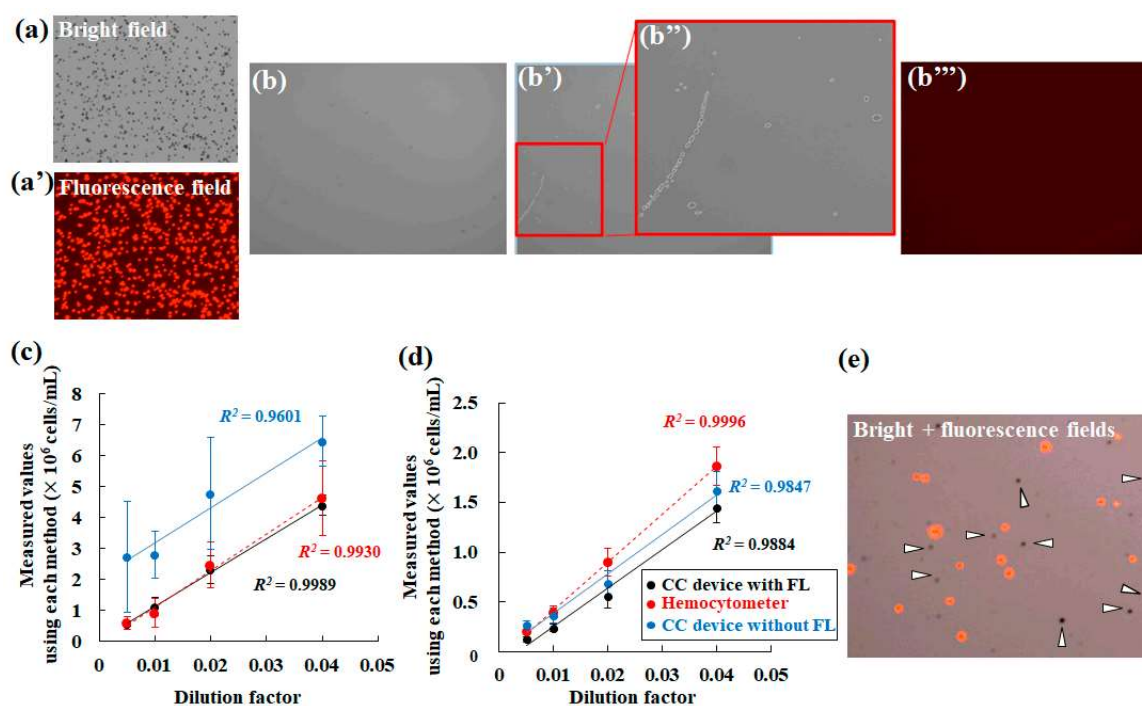 (a)
Bright field
(a’)
Fluorescence field
(b)
(b’)
(b’’)
(b’’’)
(c)
Measured values
using each method (× 10⁶ cells/mL)
8
7
6
5
4
3
2
1
0
R² = 0.9601
R² = 0.9930
R² = 0.9989
0
0.01
0.02
0.03
0.04
0.05
Dilution factor
(d)
Measured values
using each method (× 10⁶ cells/mL)
2.5
2.0
1.5
1.0
0.5
0
R² = 0.9996
R² = 0.9847
R² = 0.9884
CC device with FL
Hemocytometer
CC device without FL
0
0.01
0.02
0.03
0.04
0.05
Dilution factor
(e)
Bright + fluorescence fields